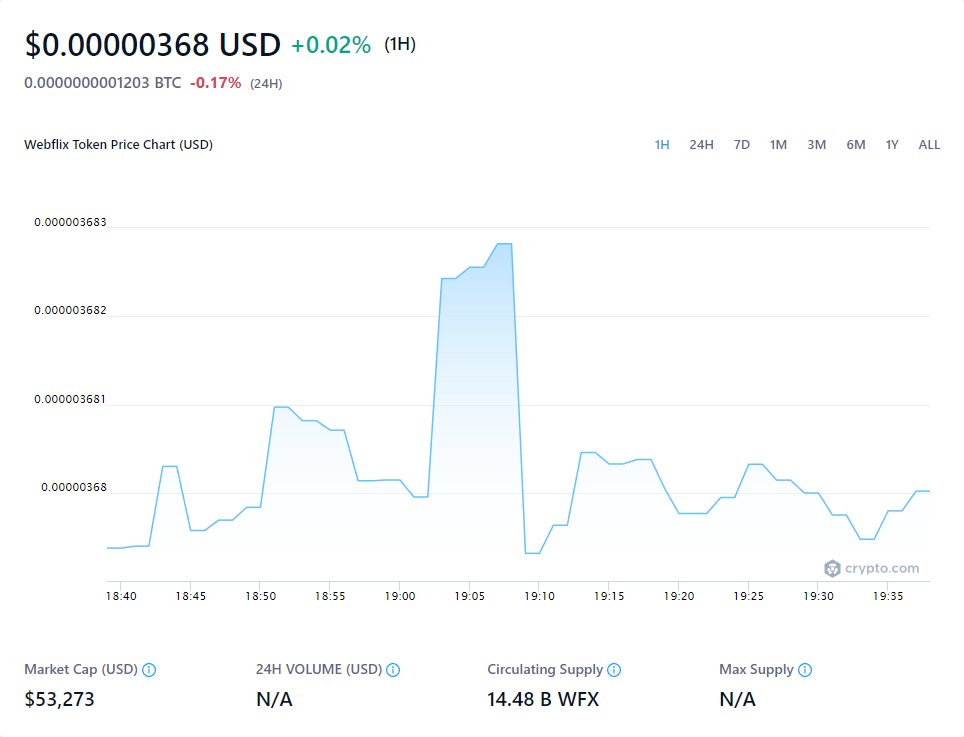 $0.00000368 USD +0.02% (1H)
0.0000000001203 BTC -0.17% (24H)
Webflix Token Price Chart (USD) 1H 24H 7D 1M 3M 6M 1Y ALL
0.000003683
0.000003682
0.000003681
0.00000368
crypto.com
18:40 18:45 18:50 18:55 19:00 19:05 19:10 19:15 19:20 19:25 19:30 19:35
Market Cap (USD) 24H VOLUME (USD) Circulating Supply Max Supply
$53,273 N/A 14.48 B WFX N/A